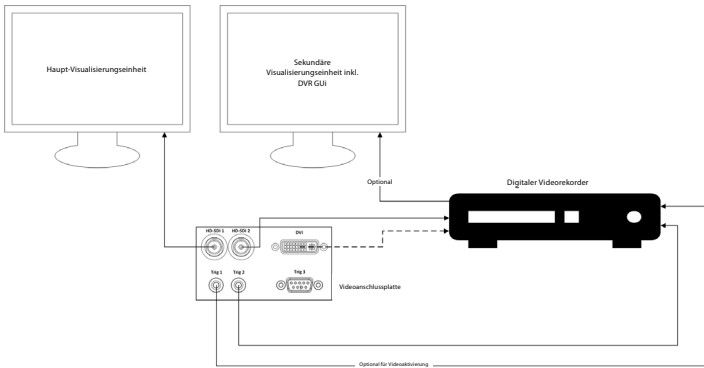 Haupt-Visualisierungseinheit
Sekundäre
Visualisierungseinheit inkl.
DVR GUi
Optional
Digitaler Videorekorder
HD-SDI 1
HD-SDI 2
DVI
Trig 1
Trig 2
Trig 3
Videoanschlussplatte
Optional für Videoaktivierung